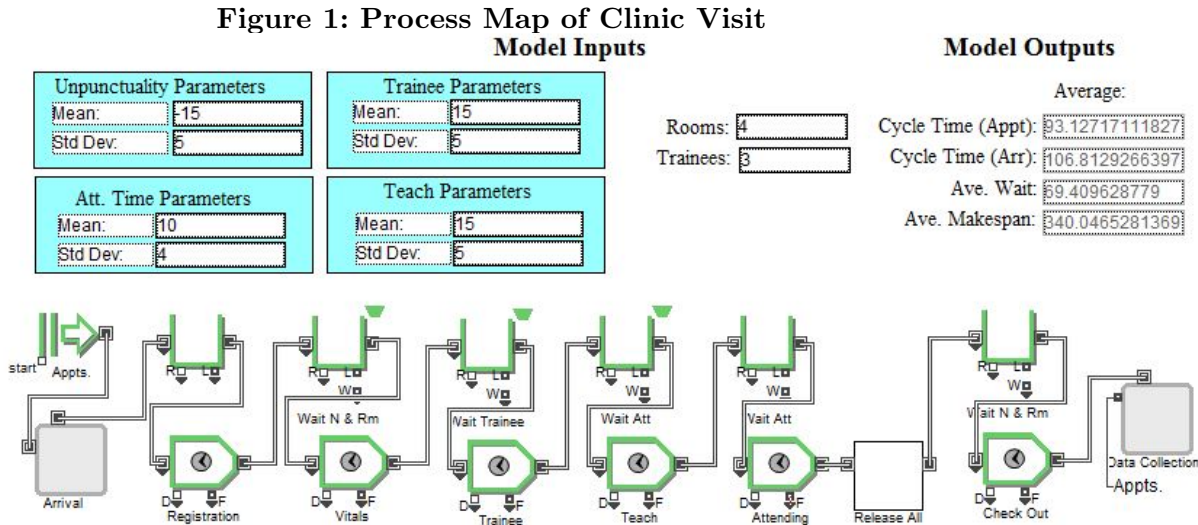 Figure 1: Process Map of Clinic Visit
Model Inputs
Model Outputs
Unpunctuality Parameters
Mean: -15
Std Dev: 5
Trainee Parameters
Mean: 15
Std Dev: 5
Att. Time Parameters
Mean: 10
Std Dev: 4
Teach Parameters
Mean: 15
Std Dev: 5
Rooms: 4
Trainees: 3
Average:
Cycle Time (Appt): 93.12717111827
Cycle Time (Arr): 106.8129266397
Ave. Wait: 69.409628779
Ave. Makespan: 340.0465281369
start Appts.
R L
R L
W
R L
W
R L
W
R L
W
R L
W
Wait N & Rm
Wait Trainee
Wait Att
Wait Att
Wait N & Rm
D F
D F
D F
D F
D F
D F
Arrival
Registration
Vitals
Trainee
Teach
Attending
Release All
Check Out
Data Collection
Appts.